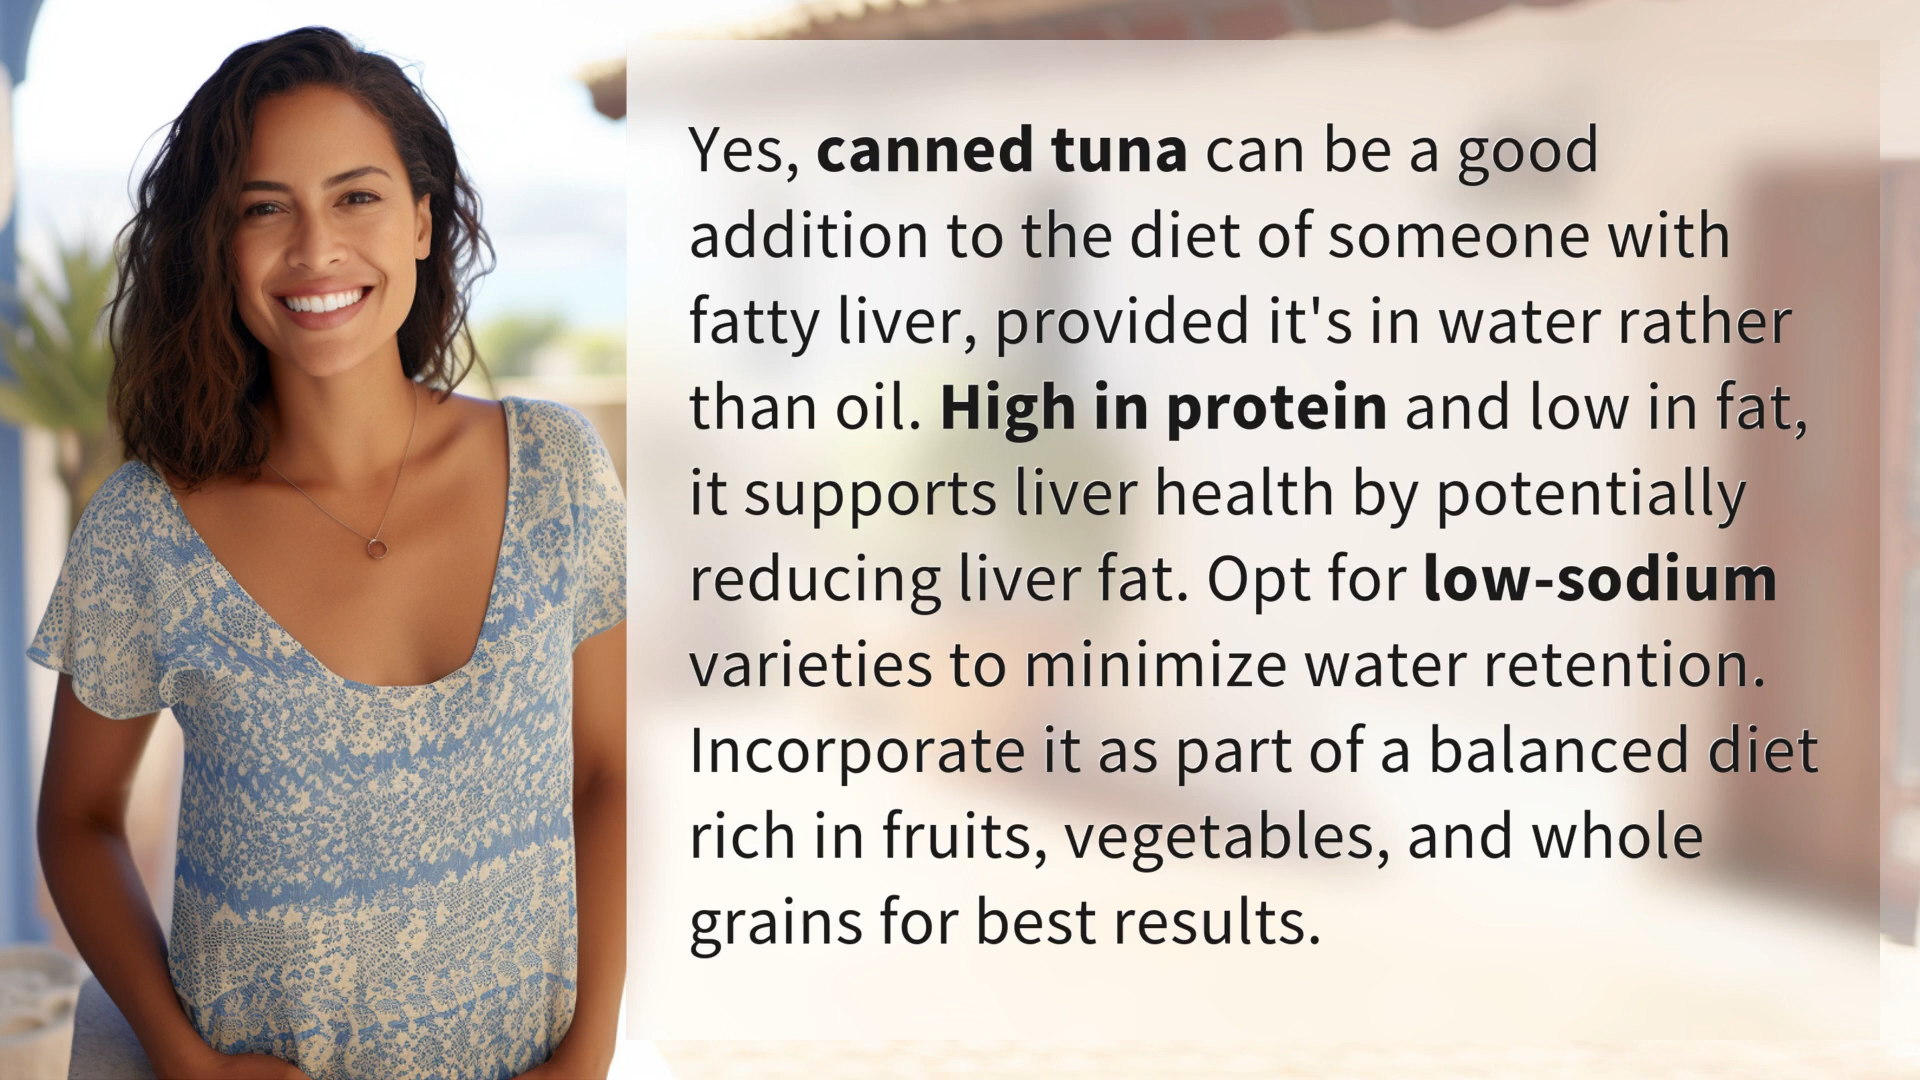 Yes, canned tuna can be a good
addition to the diet of someone with
fatty liver, provided it's in water rather
than oil. High in protein and low in fat,
it supports liver health by potentially
reducing liver fat. Opt for low-sodium
varieties to minimize water retention.
Incorporate it as part of a balanced diet
rich in fruits, vegetables, and whole
grains for best results.